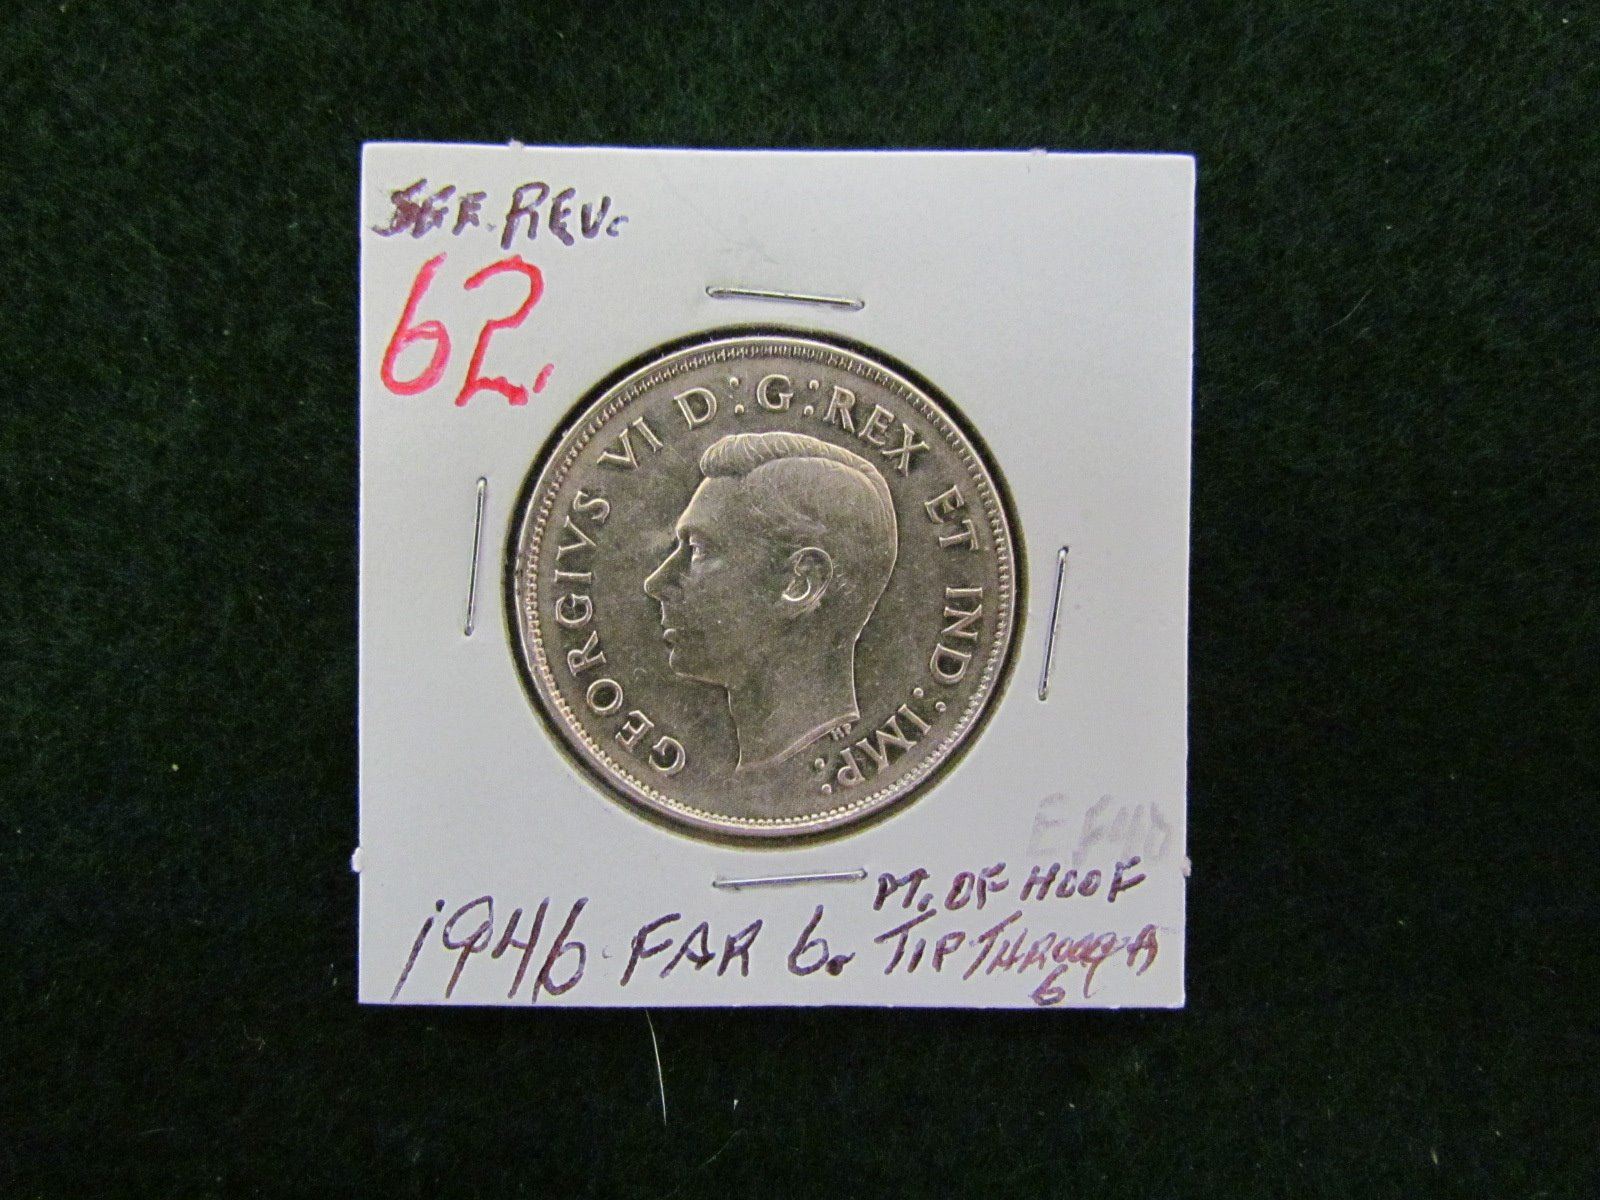 SEE. REV.
62.
GEORGIVS VI D:G:REX ET IND:IMP:
HP
EF40
PT. OF HOOF
1946 FAR 6. TIP THROUGH
6